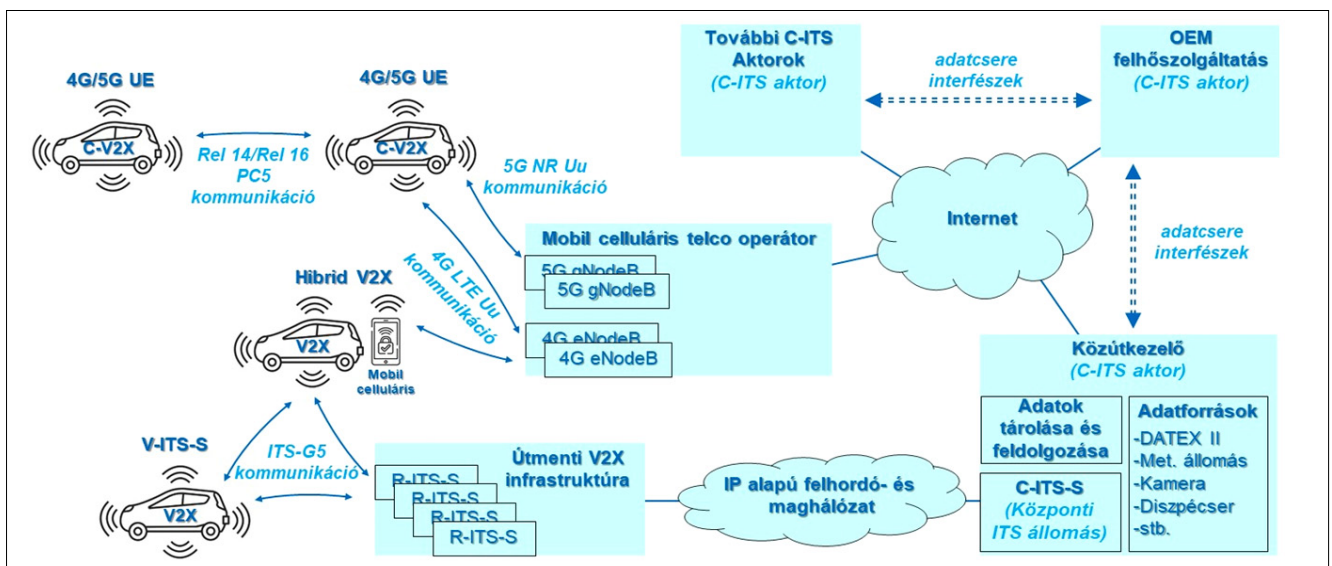 4G/5G UE
C-V2X
4G/5G UE
C-V2X
Rel 14/Rel 16
PC5
kommunikáció
További C-ITS
Aktorok
(C-ITS aktor)
adatcsere
interfészek
OEM
felhőszolgáltatás
(C-ITS aktor)
5G NR Uu
kommunikáció
4G LTE Uu
kommunikáció
Mobil celluláris telco operátor
5G gNodeB
5G gNodeB
4G eNodeB
4G eNodeB
Internet
adatcsere
interfészek
Hibrid V2X
V2X
Mobil
celluláris
V-ITS-S
V2X
ITS-G5
kommunikáció
Útmenti V2X
infrastruktúra
R-ITS-S
R-ITS-S
R-ITS-S
R-ITS-S
IP alapú felhordó- és
maghálózat
Közútkezelő
(C-ITS aktor)
Adatok
tárolása és
feldolgozása
C-ITS-S
(Központi
ITS állomás)
Adatforrások
-DATEX II
-Met. állomás
-Kamera
-Diszpécser
-stb.